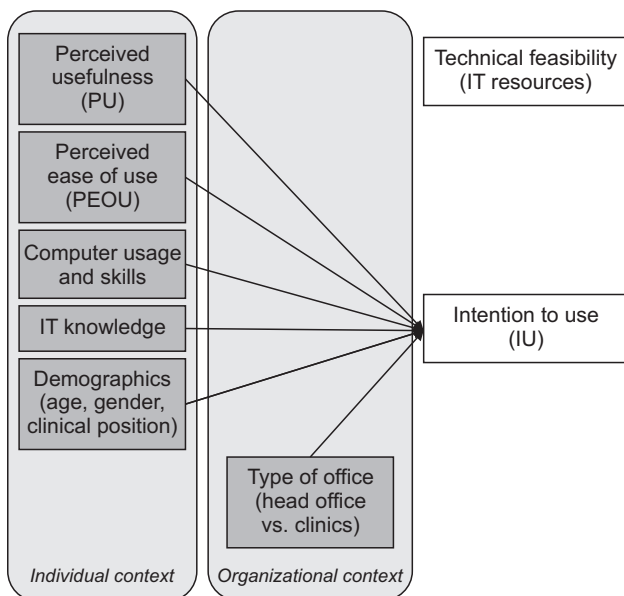 Perceived
usefulness
(PU)
Perceived
ease of use
(PEOU)
Computer usage
and skills
IT knowledge
Demographics
(age, gender,
clinical position)
Individual context
Type of office
(head office
vs. clinics)
Organizational context
Technical feasibility
(IT resources)
Intention to use
(IU)